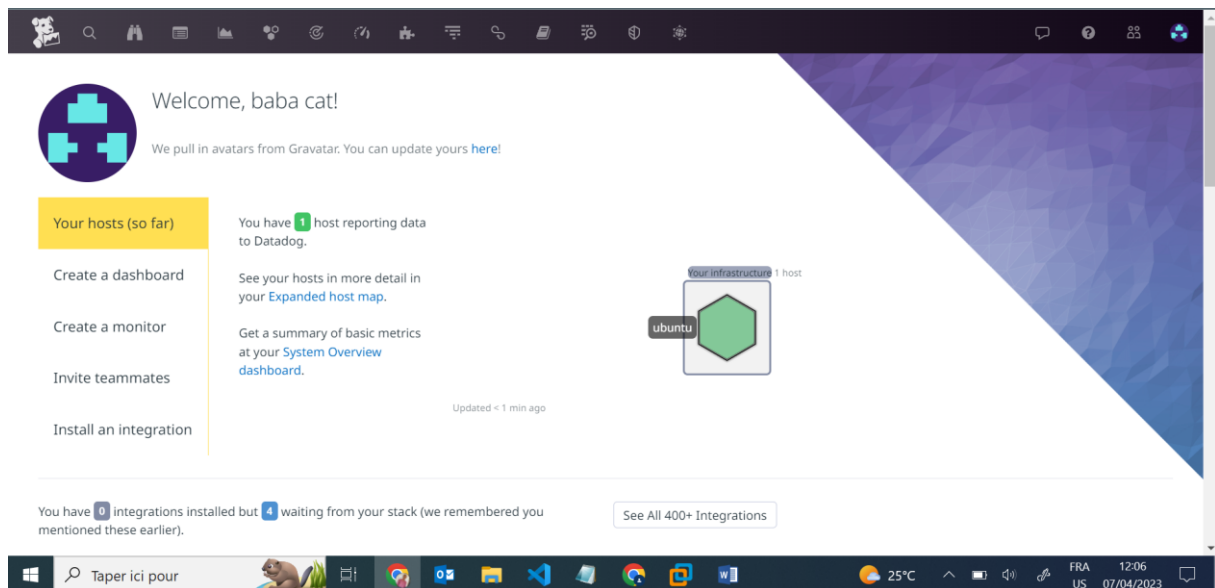 Welcome, baba cat!
We pull in avatars from Gravatar. You can update yours here!
Your hosts (so far)
Create a dashboard
Create a monitor
Invite teammates
Install an integration
You have 1 host reporting data
to Datadog.
See your hosts in more detail in
your Expanded host map.
Get a summary of basic metrics
at your System Overview
dashboard.
Updated < 1 min ago
Your infrastructure 1 host
ubuntu
You have 0 integrations installed but 4 waiting from your stack (we remembered you
mentioned these earlier).
See All 400+ Integrations
Taper ici pour
25°C
FRA
US
12:06
07/04/2023